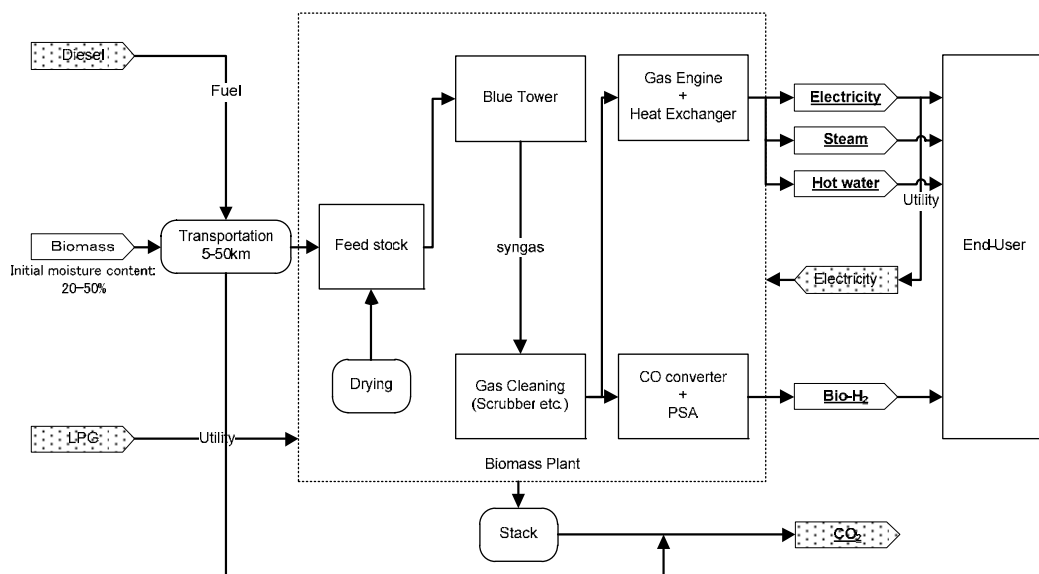 Diesel
Fuel
Biomass
Initial moisture content:
20-50%
Transportation
5-50km
LPG
Utility
Feed stock
Drying
Blue Tower
syngas
Gas Cleaning
(Scrubber etc.)
Gas Engine
+
Heat Exchanger
CO converter
+
PSA
Biomass Plant
Stack
Electricity
Steam
Hot water
Utility
Electricity
Bio-H₂
CO₂
End-User